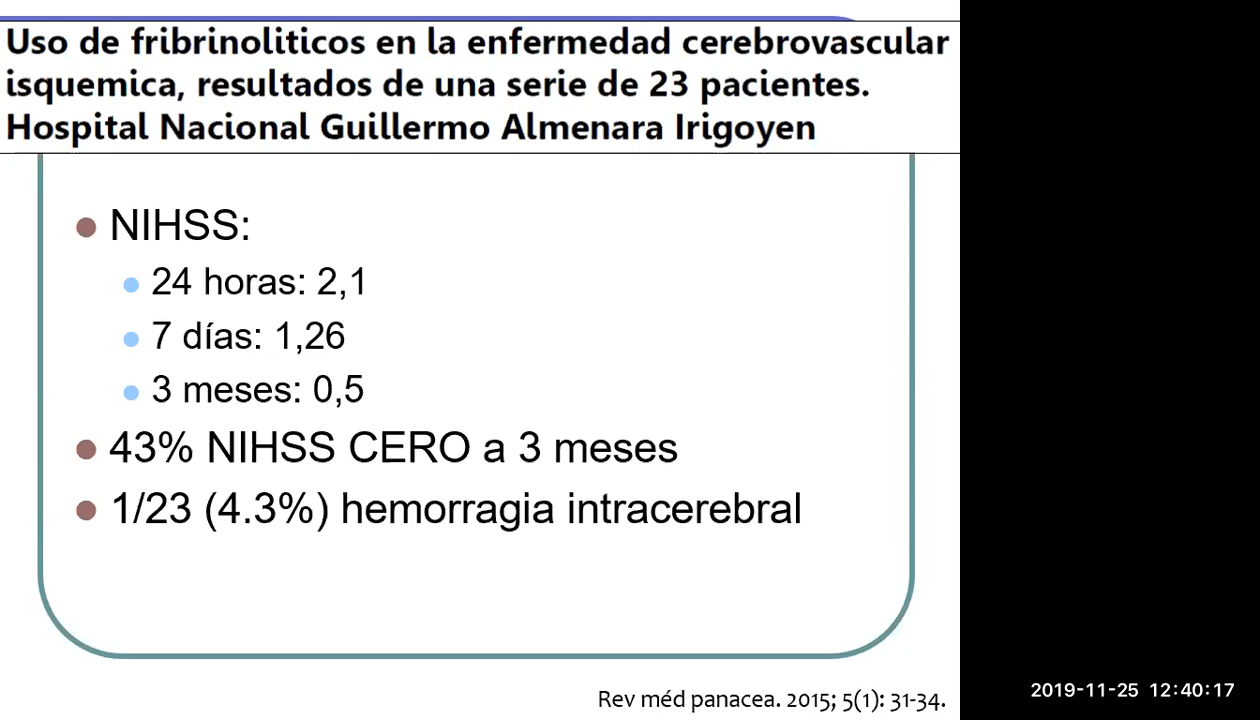 Uso de fribrinoliticos en la enfermedad cerebrovascular
isquemica, resultados de una serie de 23 pacientes.
Hospital Nacional Guillermo Almenara Irigoyen
NIHSS:
24 horas: 2,1
7 días: 1,26
3 meses: 0,5
43% NIHSS CERO a 3 meses
1/23 (4.3%) hemorragia intracerebral
Rev méd panacea. 2015; 5(1): 31-34.
2019-11-25 12:40:17